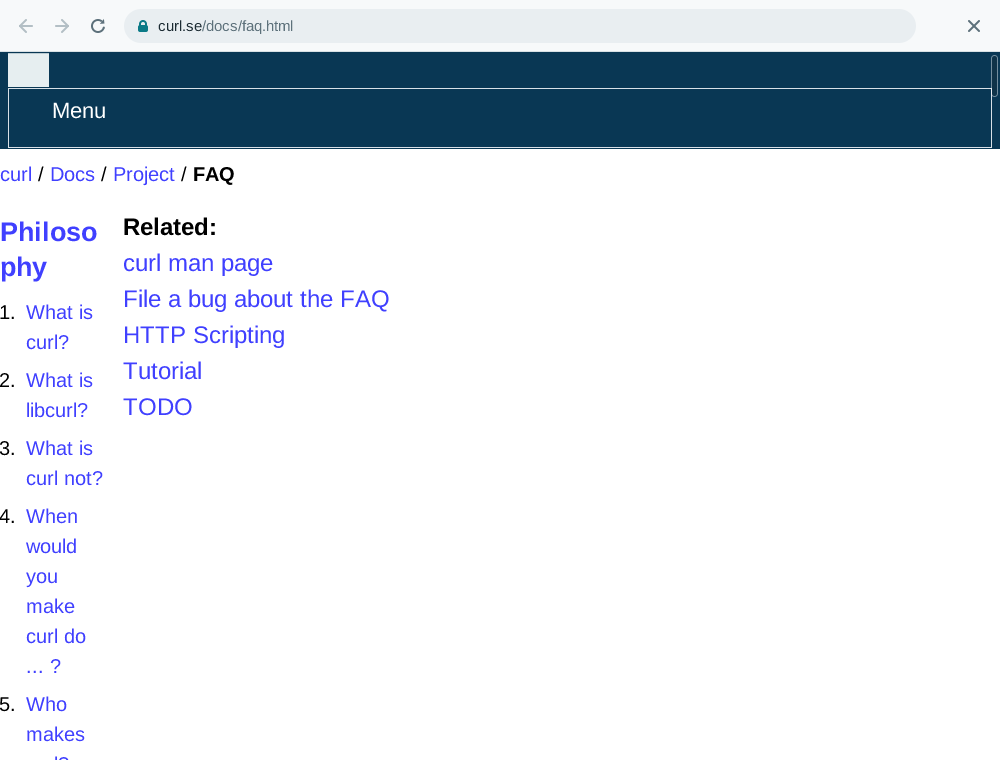 curl.se/docs/faq.html
Menu
curl / Docs / Project / FAQ
Philoso
phy
1. What is
curl?
2. What is
libcurl?
3. What is
curl not?
4. When
would
you
make
curl do
... ?
5. Who
makes
Related:
curl man page
File a bug about the FAQ
HTTP Scripting
Tutorial
TODO